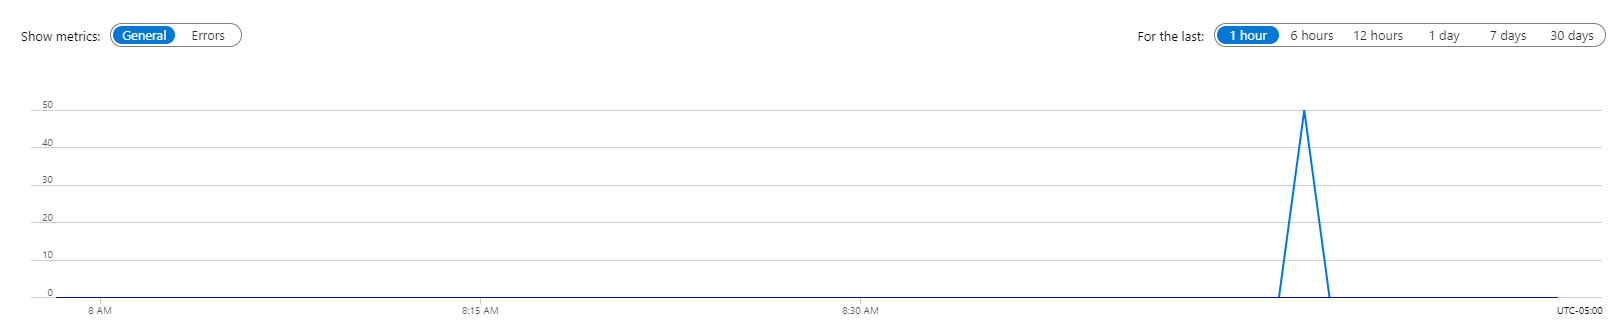 Show metrics: General Errors
For the last: 1 hour 6 hours 12 hours 1 day 7 days 30 days
50
40
30
20
10
0
8 AM 8:15 AM 8:30 AM UTC-05:00